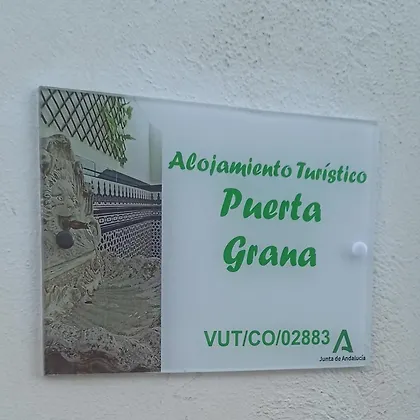 Alojamiento Turístico
Puerta
Grana
VUT/CO/02883
Junta de Andalucía